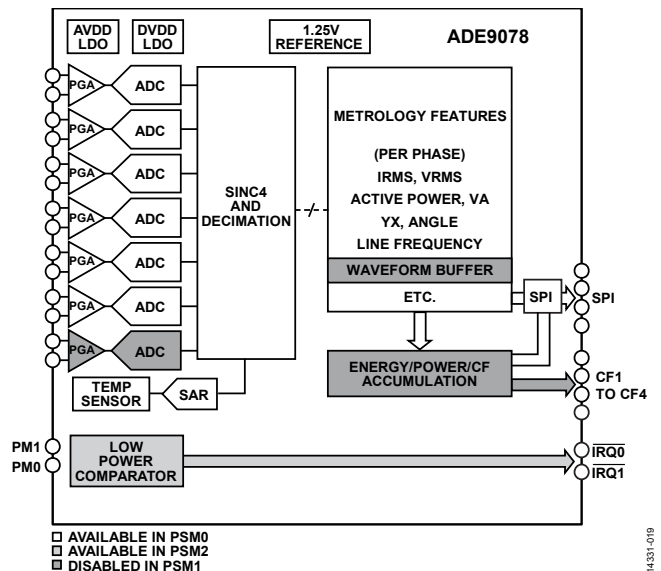 AVDD
LDO
DVDD
LDO
1.25V
REFERENCE
ADE9078
PGA
ADC
PGA
ADC
PGA
ADC
PGA
ADC
PGA
ADC
PGA
ADC
PGA
ADC
SINC4
AND
DECIMATION
METROLOGY FEATURES
(PER PHASE)
IRMS, VRMS
ACTIVE POWER, VA
YX, ANGLE
LINE FREQUENCY
WAVEFORM BUFFER
ETC.
SPI
SPI
TEMP
SENSOR
SAR
ENERGY/POWER/CF
ACCUMULATION
CF1
TO CF4
PM1
PM0
LOW
POWER
COMPARATOR
IRQ0
IRQ1
AVAILABLE IN PSM0
AVAILABLE IN PSM2
DISABLED IN PSM1
14331-019